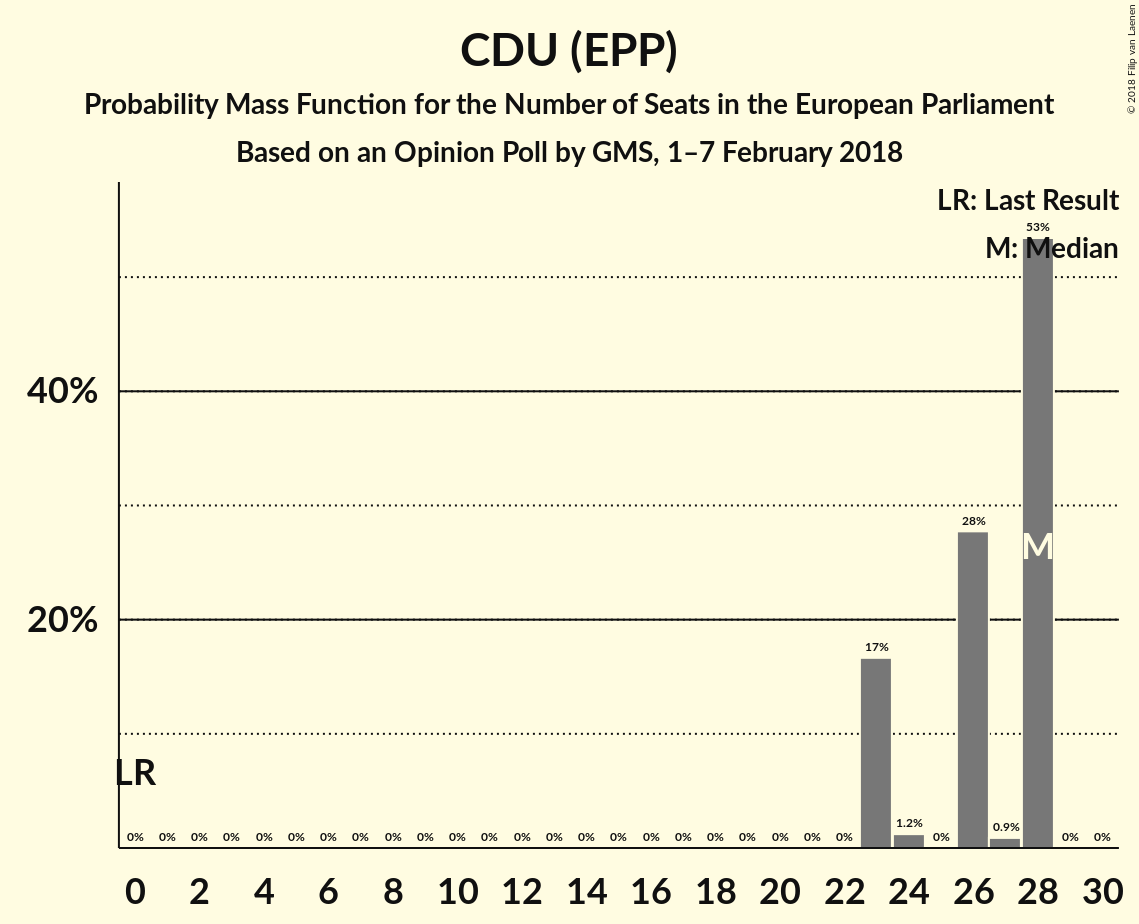 CDU (EPP)
Probability Mass Function for the Number of Seats in the European Parliament
Based on an Opinion Poll by GMS, 1–7 February 2018
© 2018 Filip van Laenen
LR: Last Result
M: Median
53%
40%
28%
M
20%
17%
LR
0% 0% 0% 0% 0% 0% 0% 0% 0% 0% 0% 0% 0% 0% 0% 0% 0% 0% 0% 0% 0% 0% 0% 1.2% 0% 0.9% 0% 0%
0 2 4 6 8 10 12 14 16 18 20 22 24 26 28 30